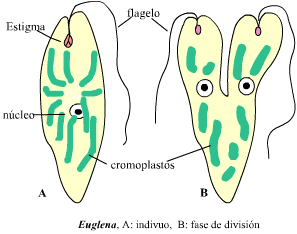 flagelo
Estigma
núcleo
cromoplastos
A
B
Euglena, A: indivuo, B: fase de división